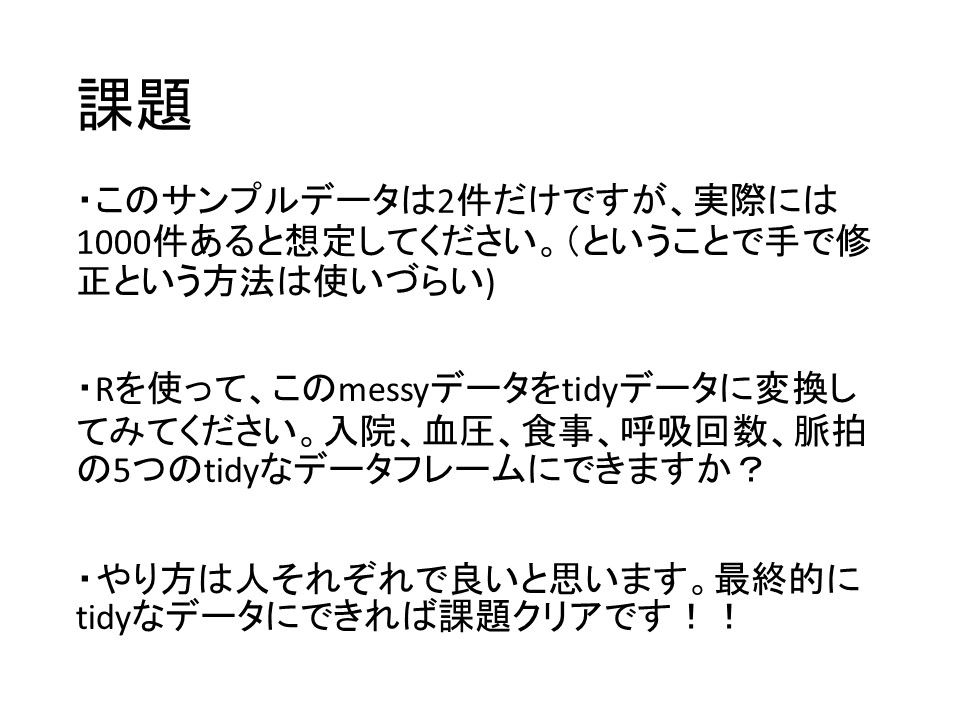 課題
・このサンプルデータは2件だけですが、実際には
1000件あると想定してください。（ということで手で修
正という方法は使いづらい)
・Rを使って、このmessyデータをtidyデータに変換し
てみてください。入院、血圧、食事、呼吸回数、脈拍
の5つのtidyなデータフレームにできますか？
・やり方は人それぞれで良いと思います。最終的に
tidyなデータにできれば課題クリアです！！